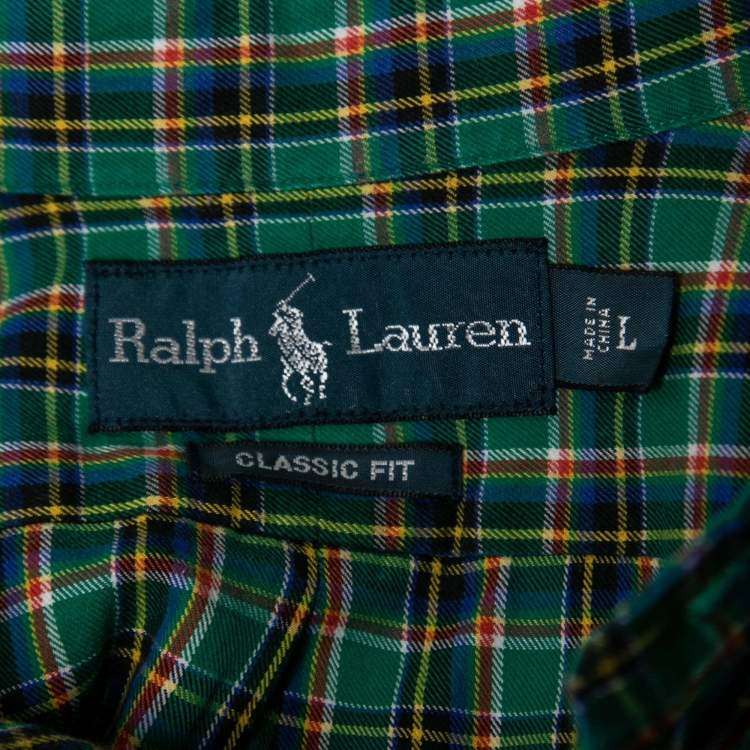 Ralph Lauren
MADE IN
CHINA
L
CLASSIC FIT